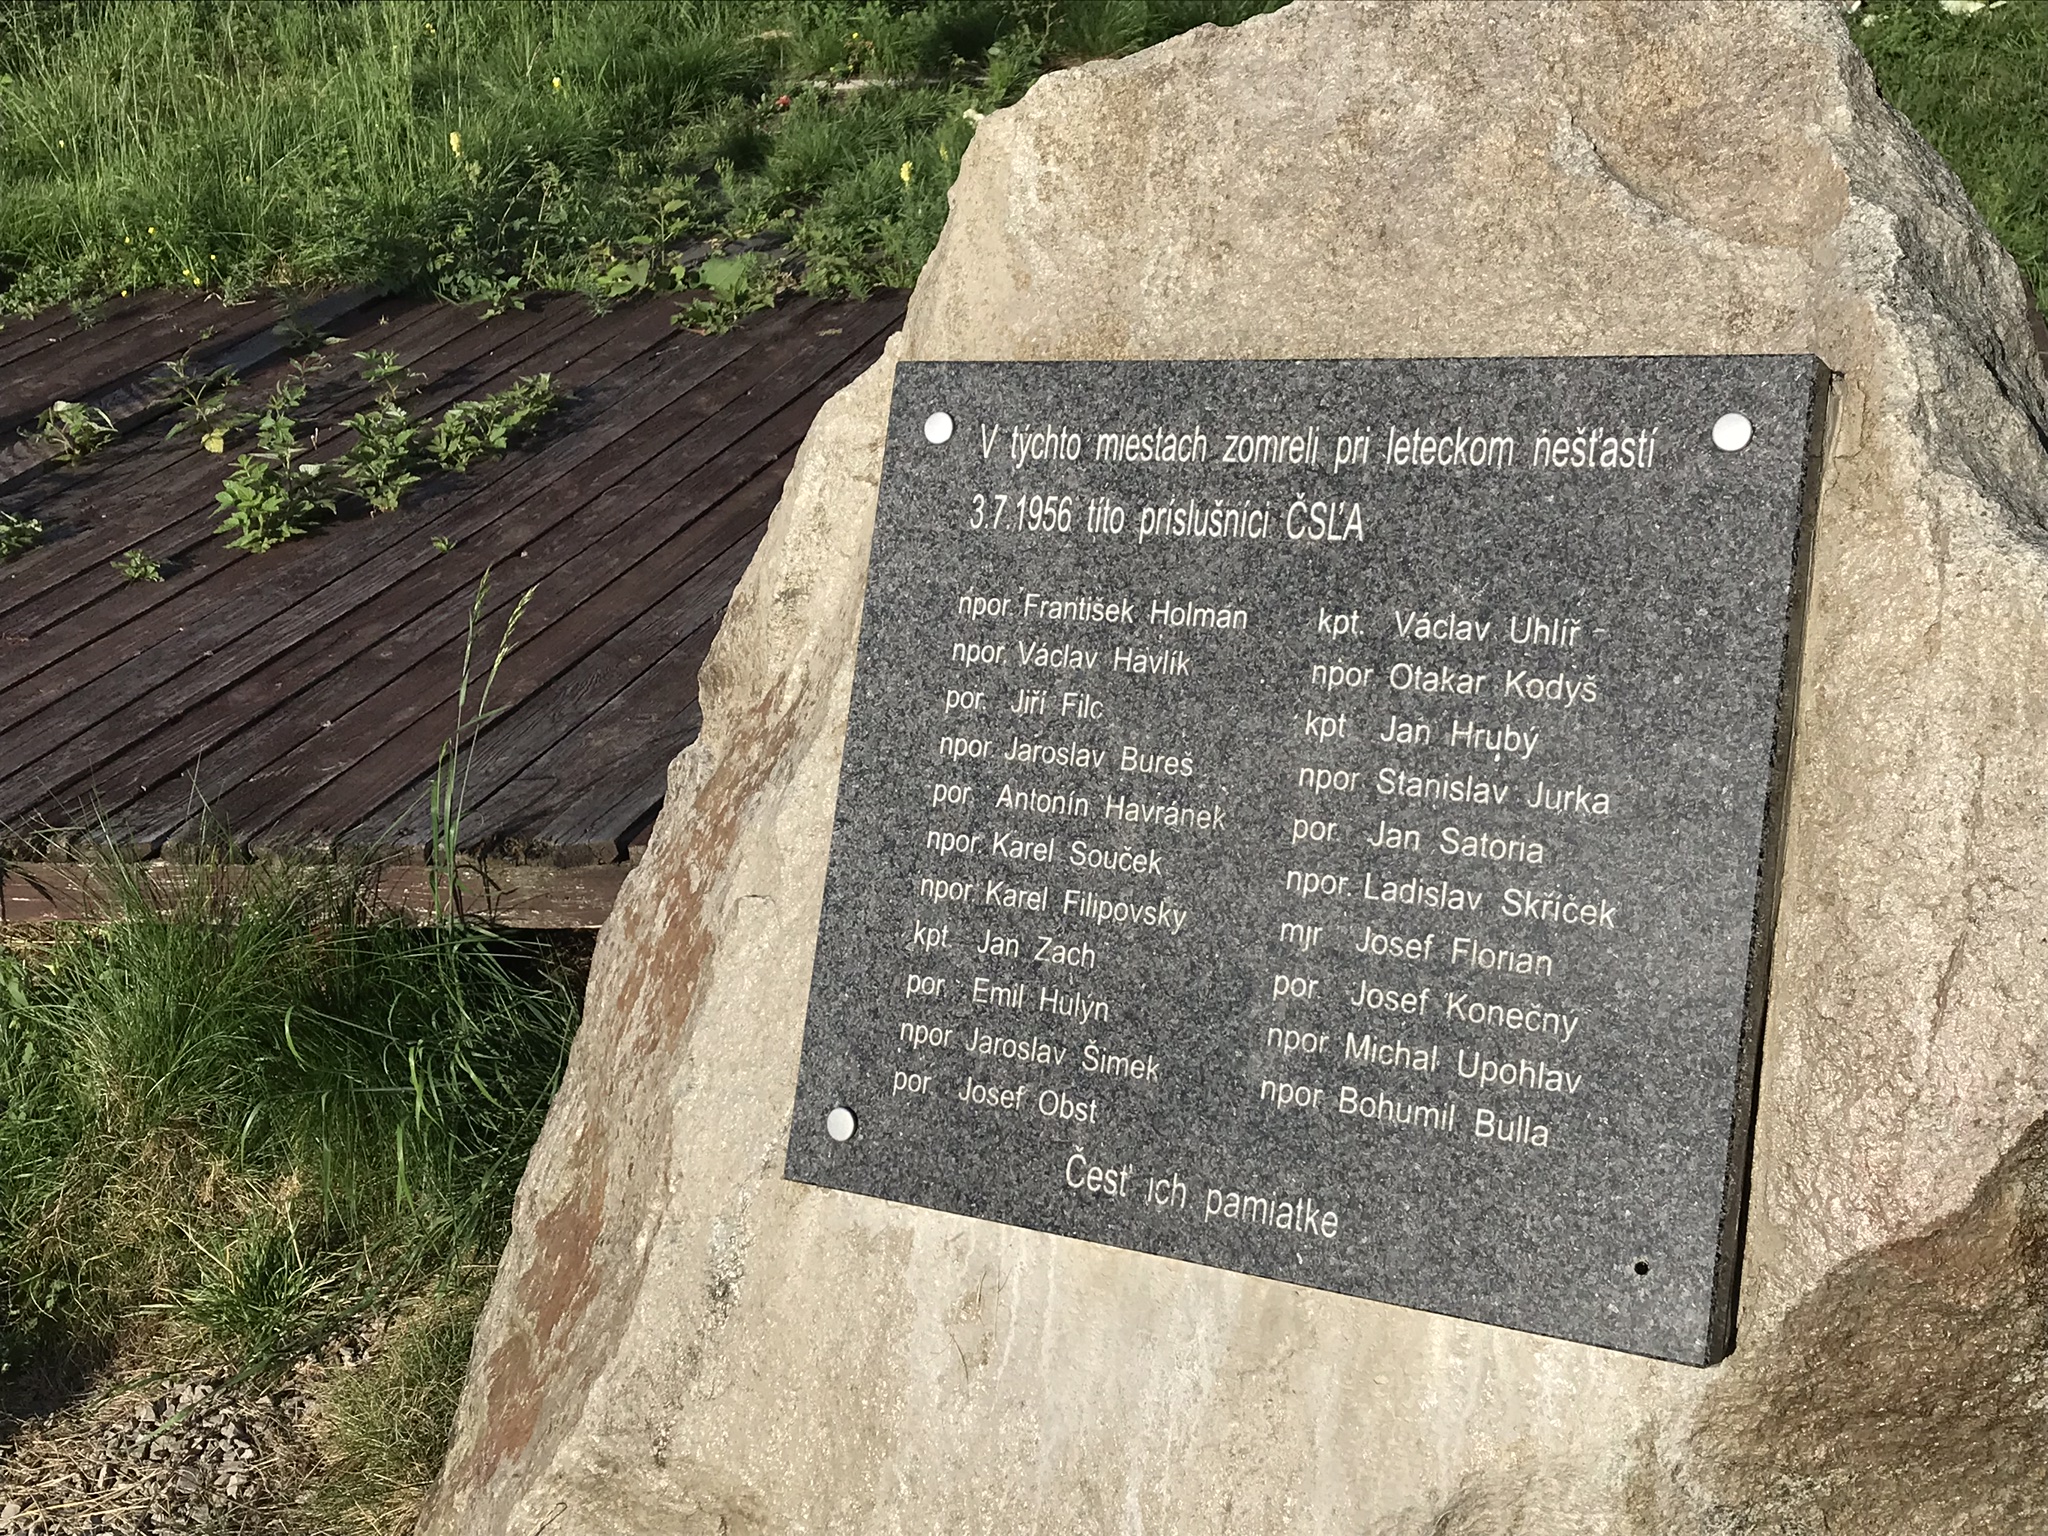 V týchto miestach zomreli pri leteckom nešťastí
3.7.1956 títo príslušníci ČSĽA
npor. František Holman
npor. Václav Havlík
por. Jiří Filc
npor. Jaroslav Bureš
por. Antonín Havránek
npor. Karel Souček
npor Karel Filipovsky
kpt. Jan Zach
por Emil Hulýn
npor Jaroslav Šimek
por Josef Obst
kpt. Václav Uhlíř
npor Otakar Kodyš
kpt Jan Hrubý
npor Stanislav Jurka
por. Jan Satoria
npor. Ladislav Skříček
mjr Josef Florian
por. Josef Konečny
npor Michal Upohlav
npor Bohumil Bulla
Česť ich pamiatke